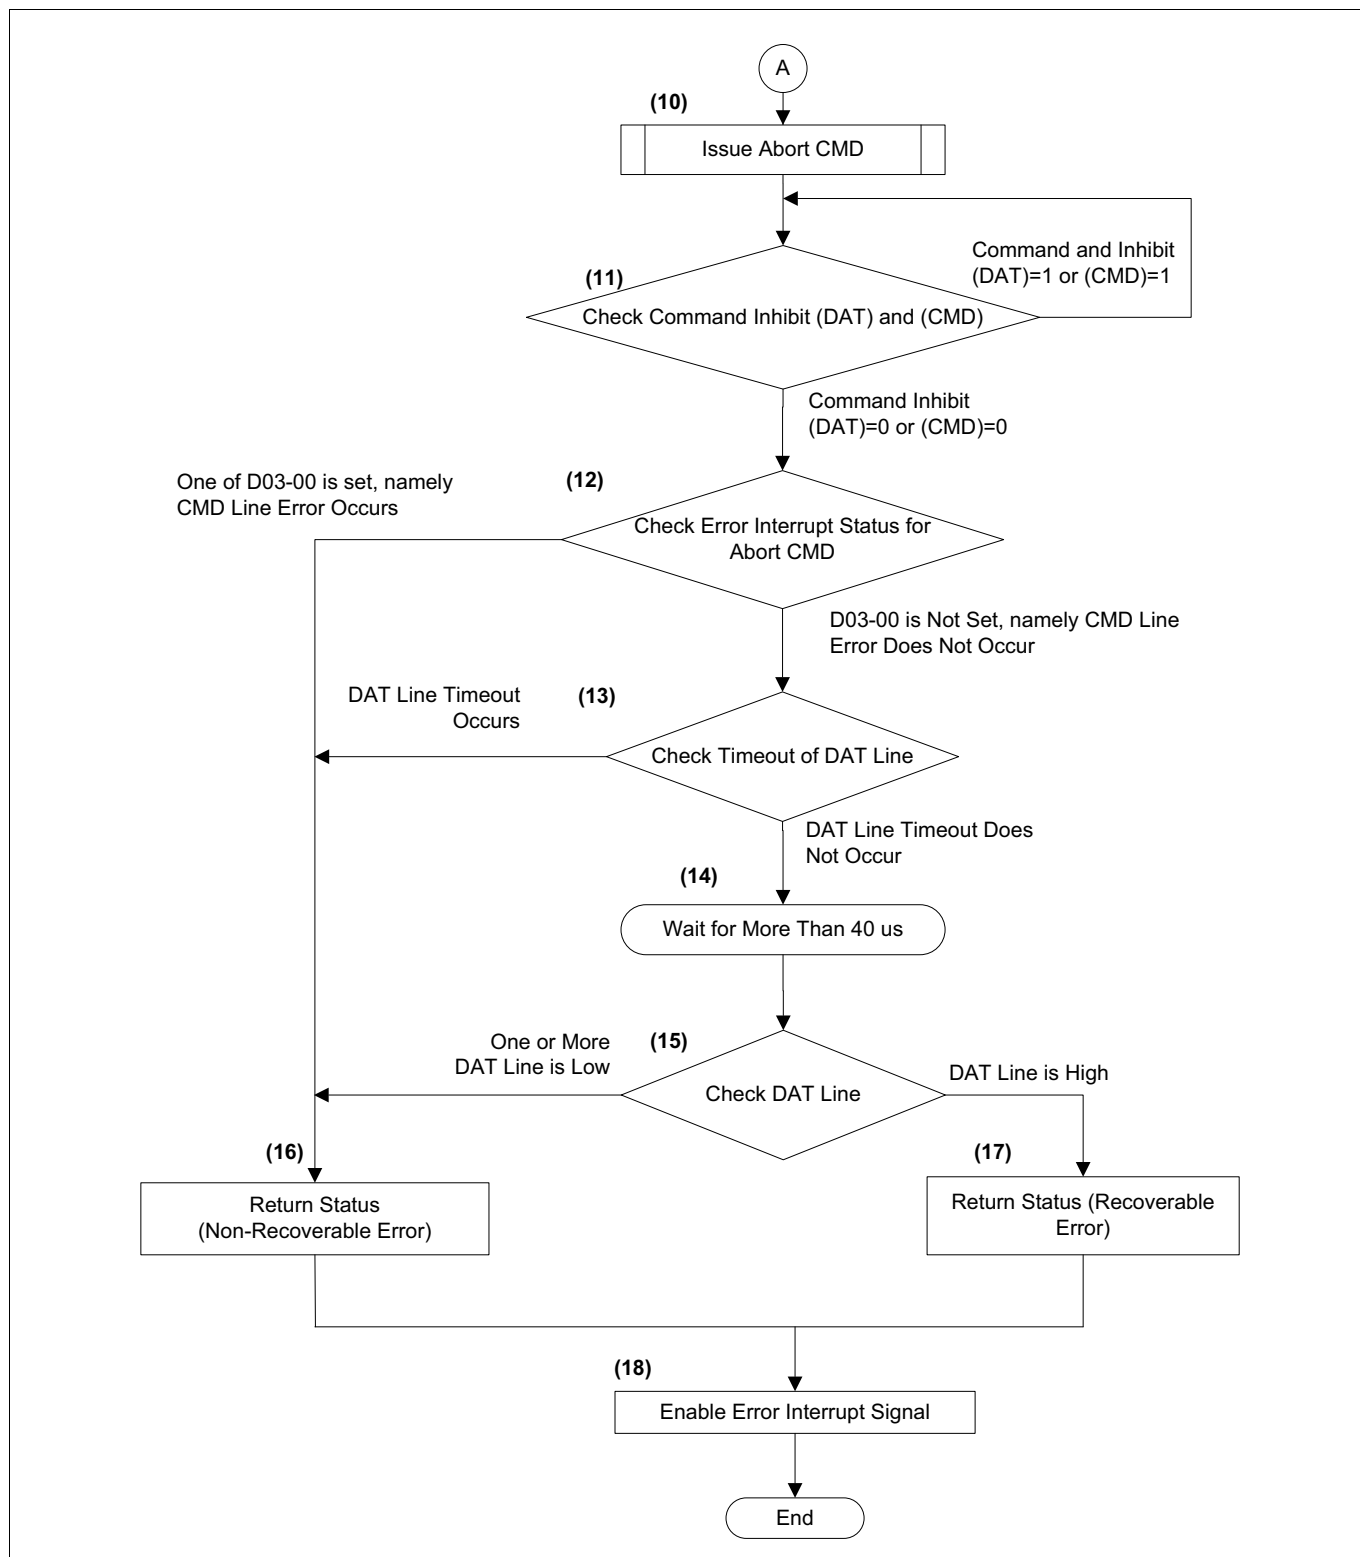 A
(10)
Issue Abort CMD
Command and Inhibit
(DAT)=1 or (CMD)=1
(11)
Check Command Inhibit (DAT) and (CMD)
Command Inhibit
(DAT)=0 or (CMD)=0
One of D03-00 is set, namely
CMD Line Error Occurs
(12)
Check Error Interrupt Status for
Abort CMD
D03-00 is Not Set, namely CMD Line
Error Does Not Occur
DAT Line Timeout
Occurs
(13)
Check Timeout of DAT Line
DAT Line Timeout Does
Not Occur
(14)
Wait for More Than 40 us
One or More
DAT Line is Low
(15)
Check DAT Line
DAT Line is High
(16)
Return Status
(Non-Recoverable Error)
(17)
Return Status (Recoverable
Error)
(18)
Enable Error Interrupt Signal
End